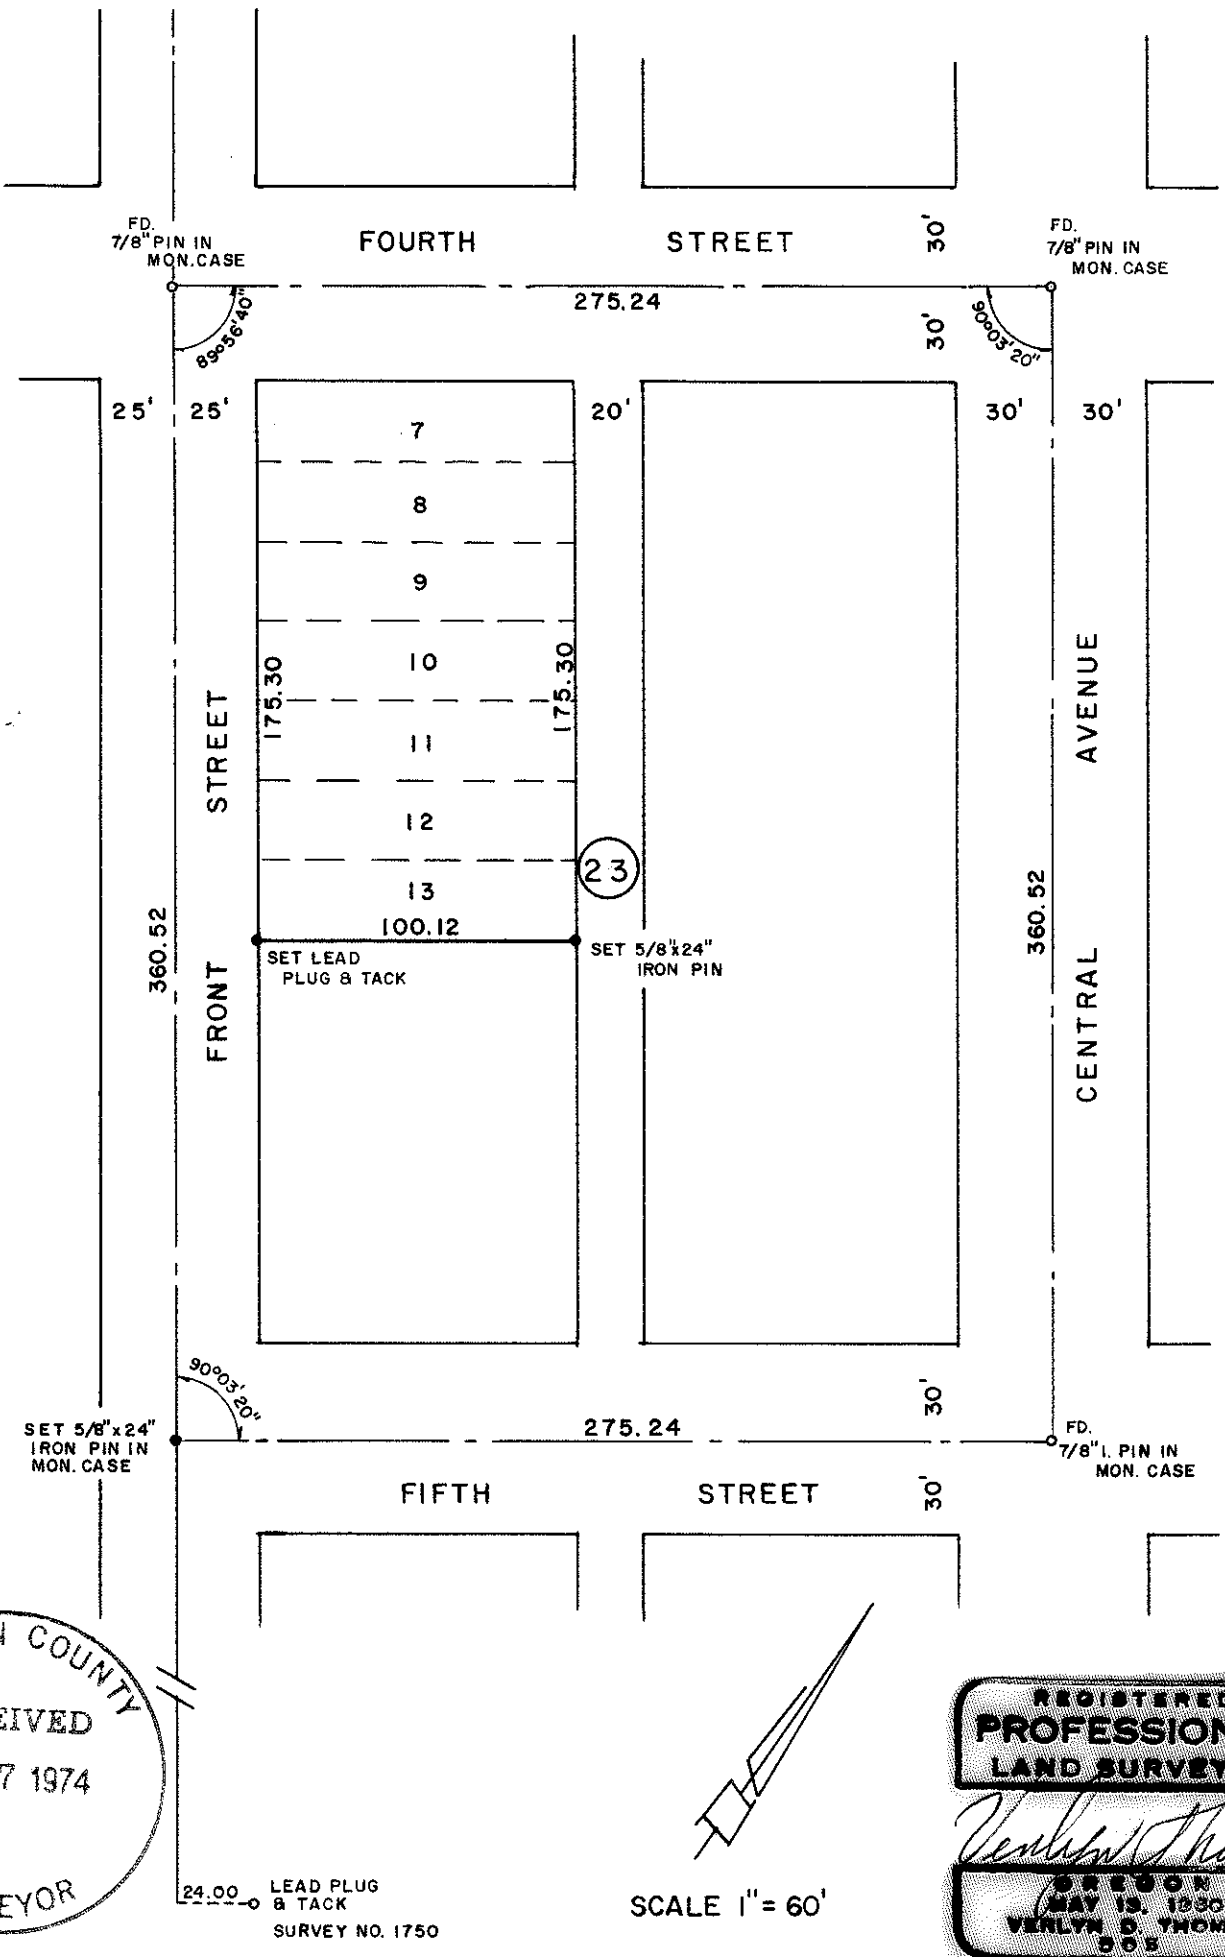 FD.
7/8" PIN IN
MON. CASE
FOURTH STREET
30'
FD.
7/8" PIN IN
MON. CASE
275.24
89°56'40"
30'
90°03'20"
25' 25'
20'
30' 30'
7
8
9
10
175.30
175.30
11
12
13
23
100.12
SET LEAD
PLUG & TACK
SET 5/8"x24"
IRON PIN
FRONT STREET
360.52
CENTRAL AVENUE
360.52
90°03'20"
SET 5/8"x24"
IRON PIN IN
MON. CASE
275.24
30'
FD.
7/8" I. PIN IN
MON. CASE
FIFTH STREET
30'
COUNTY
EIVED
7 1974
EYOR
24.00
LEAD PLUG
& TACK
SURVEY NO. 1750
SCALE 1" = 60'
REGISTERED
PROFESSION
LAND SURVEY
OREGON
MAY 19, 1980
VERLYN D. THOM